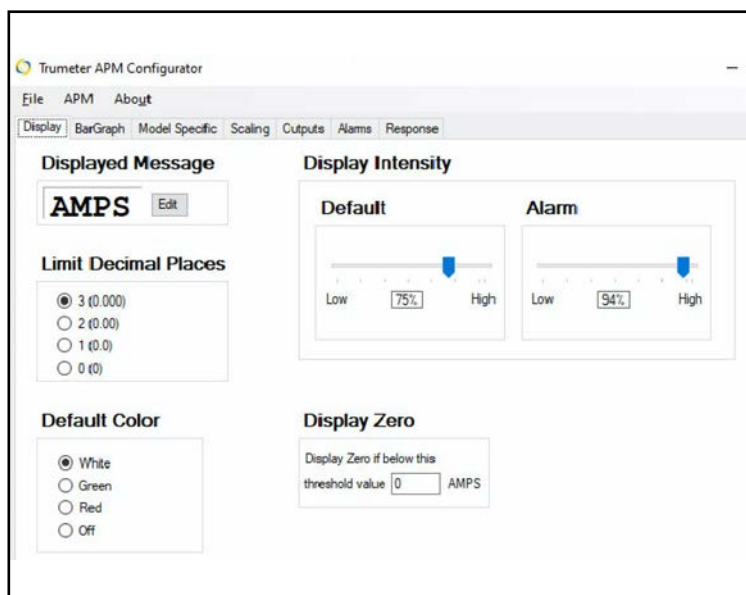 Trumeter APM Configurator
File APM About
Display BarGraph Model Specific Scaling Outputs Alarms Response
Displayed Message
AMPS Edit
Limit Decimal Places
3 (0.000)
2 (0.00)
1 (0.0)
0 (0)
Default Color
White
Green
Red
Off
Display Intensity
Default
Low 75% High
Alarm
Low 94% High
Display Zero
Display Zero if below this
threshold value 0 AMPS